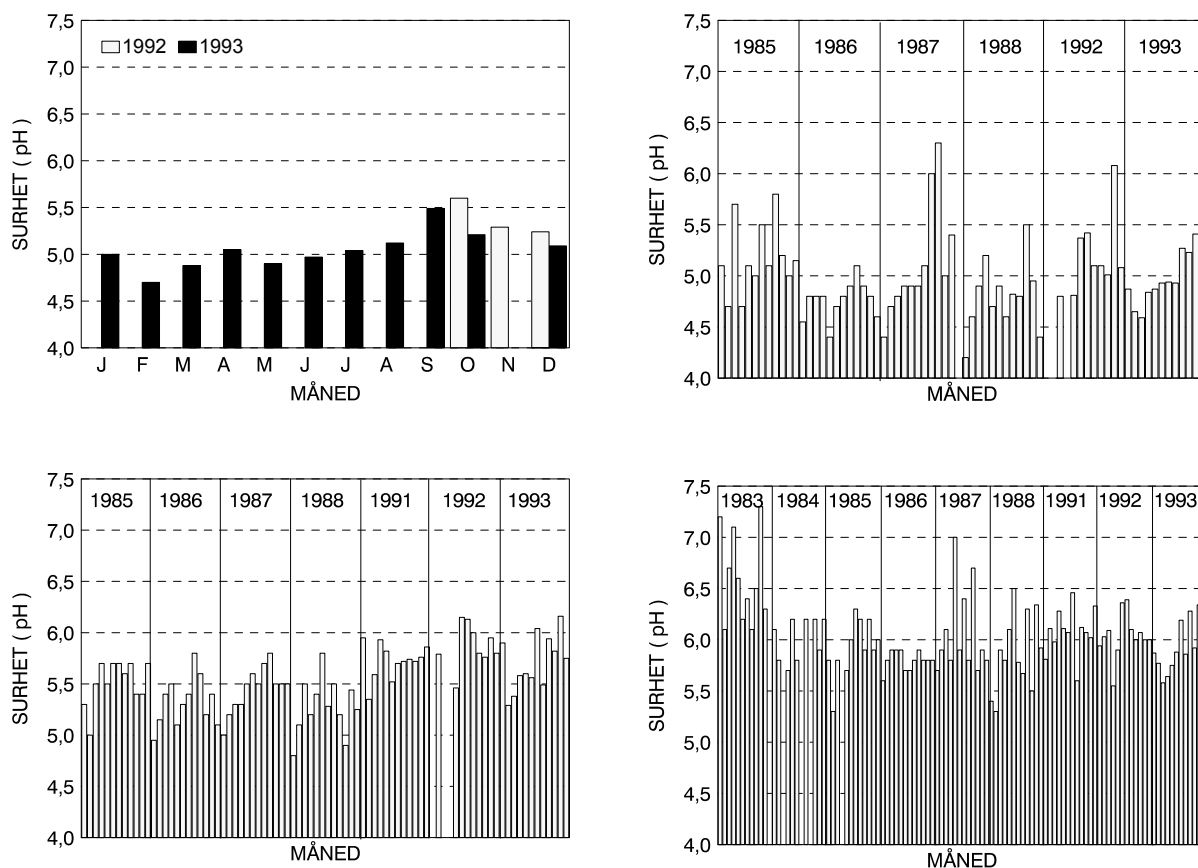 7,5
7,0
6,5
6,0
5,5
5,0
4,5
4,0
SURHET ( pH )
1992 1993
J F M A M J J A S O N D
MÅNED
7,5
7,0
6,5
6,0
5,5
5,0
4,5
4,0
SURHET ( pH )
1985 1986 1987 1988 1992 1993
MÅNED
7,5
7,0
6,5
6,0
5,5
5,0
4,5
4,0
SURHET ( pH )
1985 1986 1987 1988 1991 1992 1993
MÅNED
7,5
7,0
6,5
6,0
5,5
5,0
4,5
4,0
SURHET ( pH )
1983 1984 1985 1986 1987 1988 1991 1992 1993
MÅNED